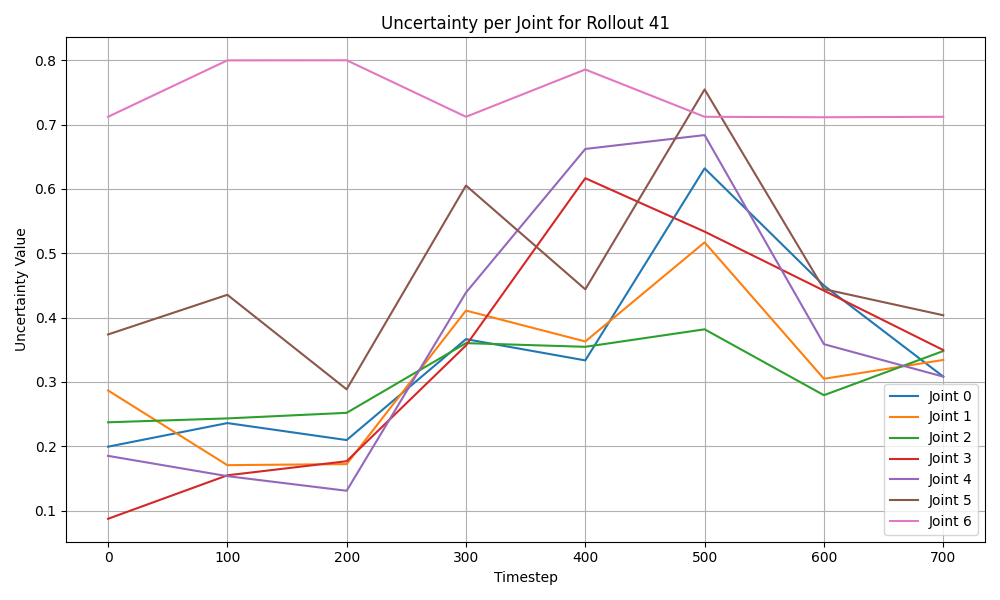 Uncertainty per Joint for Rollout 41
Uncertainty Value
0.8
0.7
0.6
0.5
0.4
0.3
0.2
0.1
Joint 0
Joint 1
Joint 2
Joint 3
Joint 4
Joint 5
Joint 6
0 100 200 300 400 500 600 700
Timestep